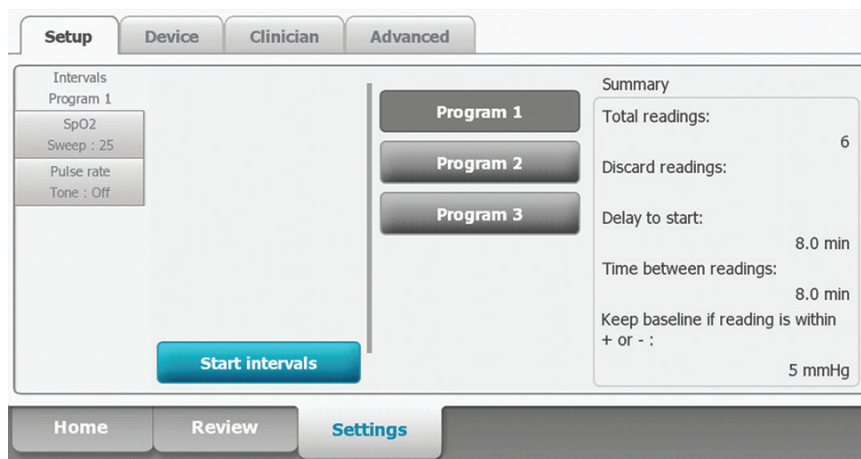 Setup
Device
Clinician
Advanced
Intervals
Program 1
SpO2
Sweep : 25
Pulse rate
Tone : Off
Start intervals
Program 1
Program 2
Program 3
Summary
Total readings:
6
Discard readings:
Delay to start:
8.0 min
Time between readings:
8.0 min
Keep baseline if reading is within
+ or - :
5 mmHg
Home
Review
Settings